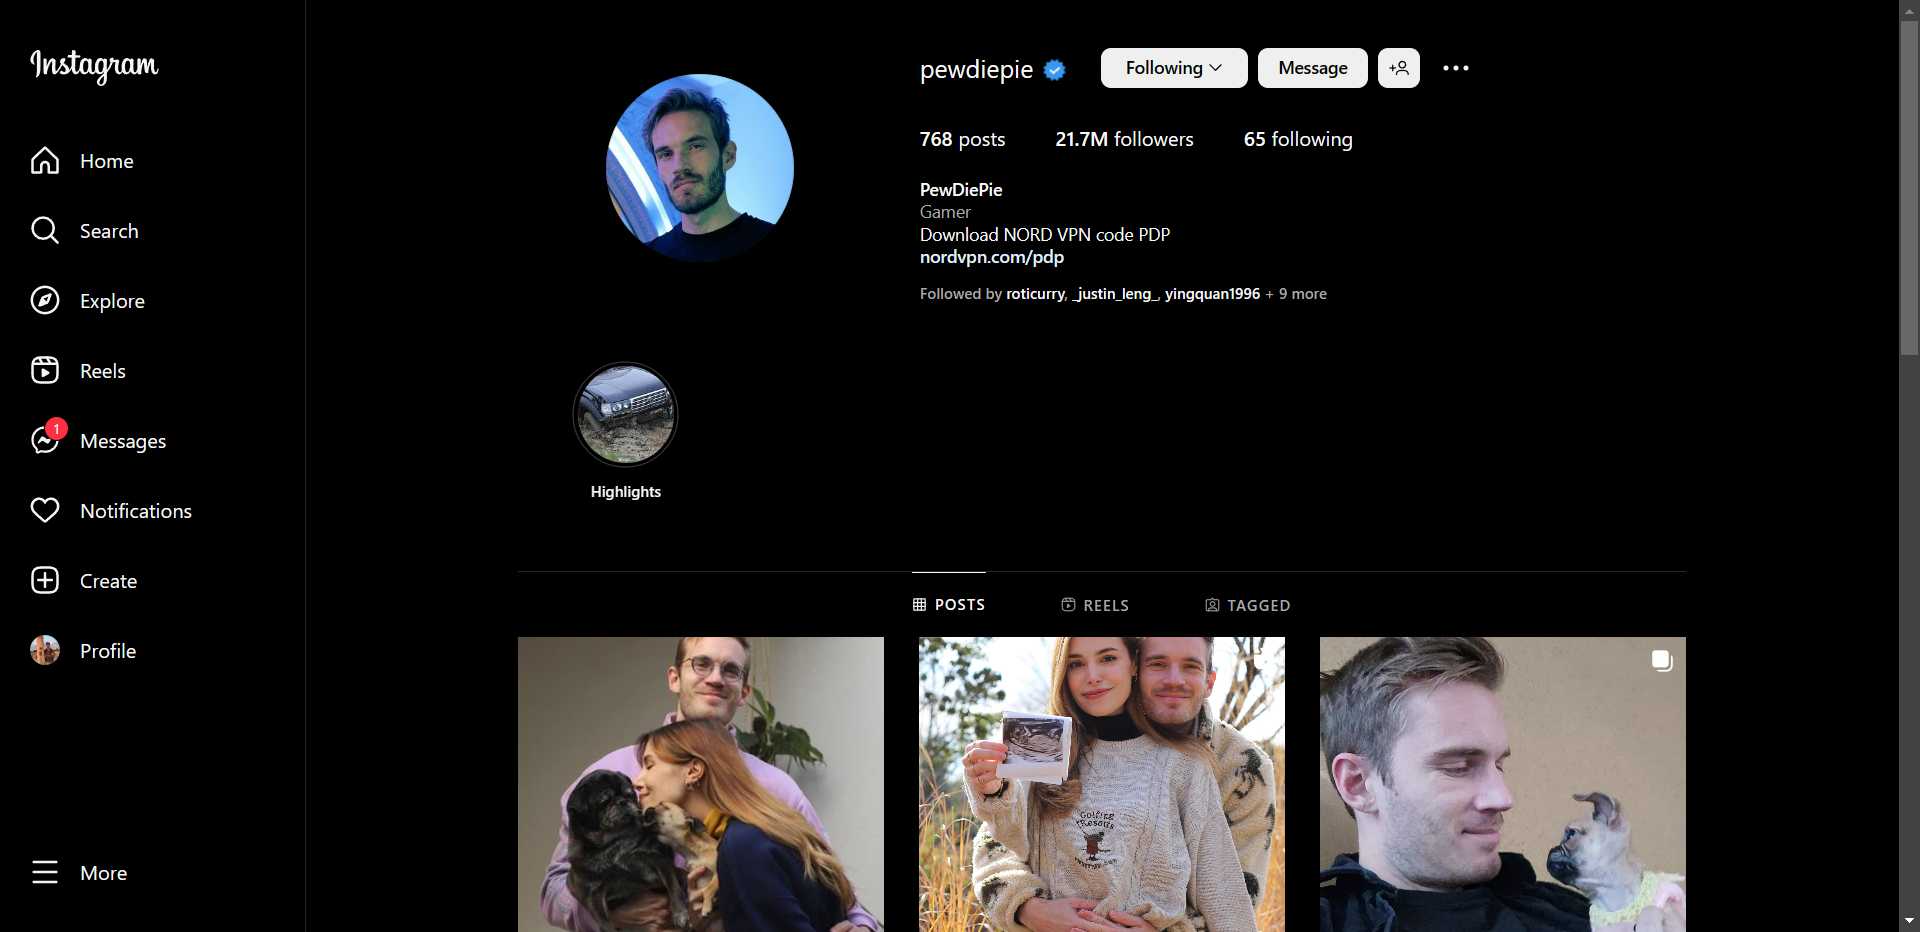 Instagram
Home
Search
Explore
Reels
1
Messages
Notifications
Create
Profile
More
pewdiepie
Following
Message
768 posts
21.7M followers
65 following
PewDiePie
Gamer
Download NORD VPN code PDP
nordvpn.com/pdp
Followed by roticurry, _justin_leng_, yingquan1996 + 9 more
Highlights
POSTS
REELS
TAGGED
Golfing
Resorts